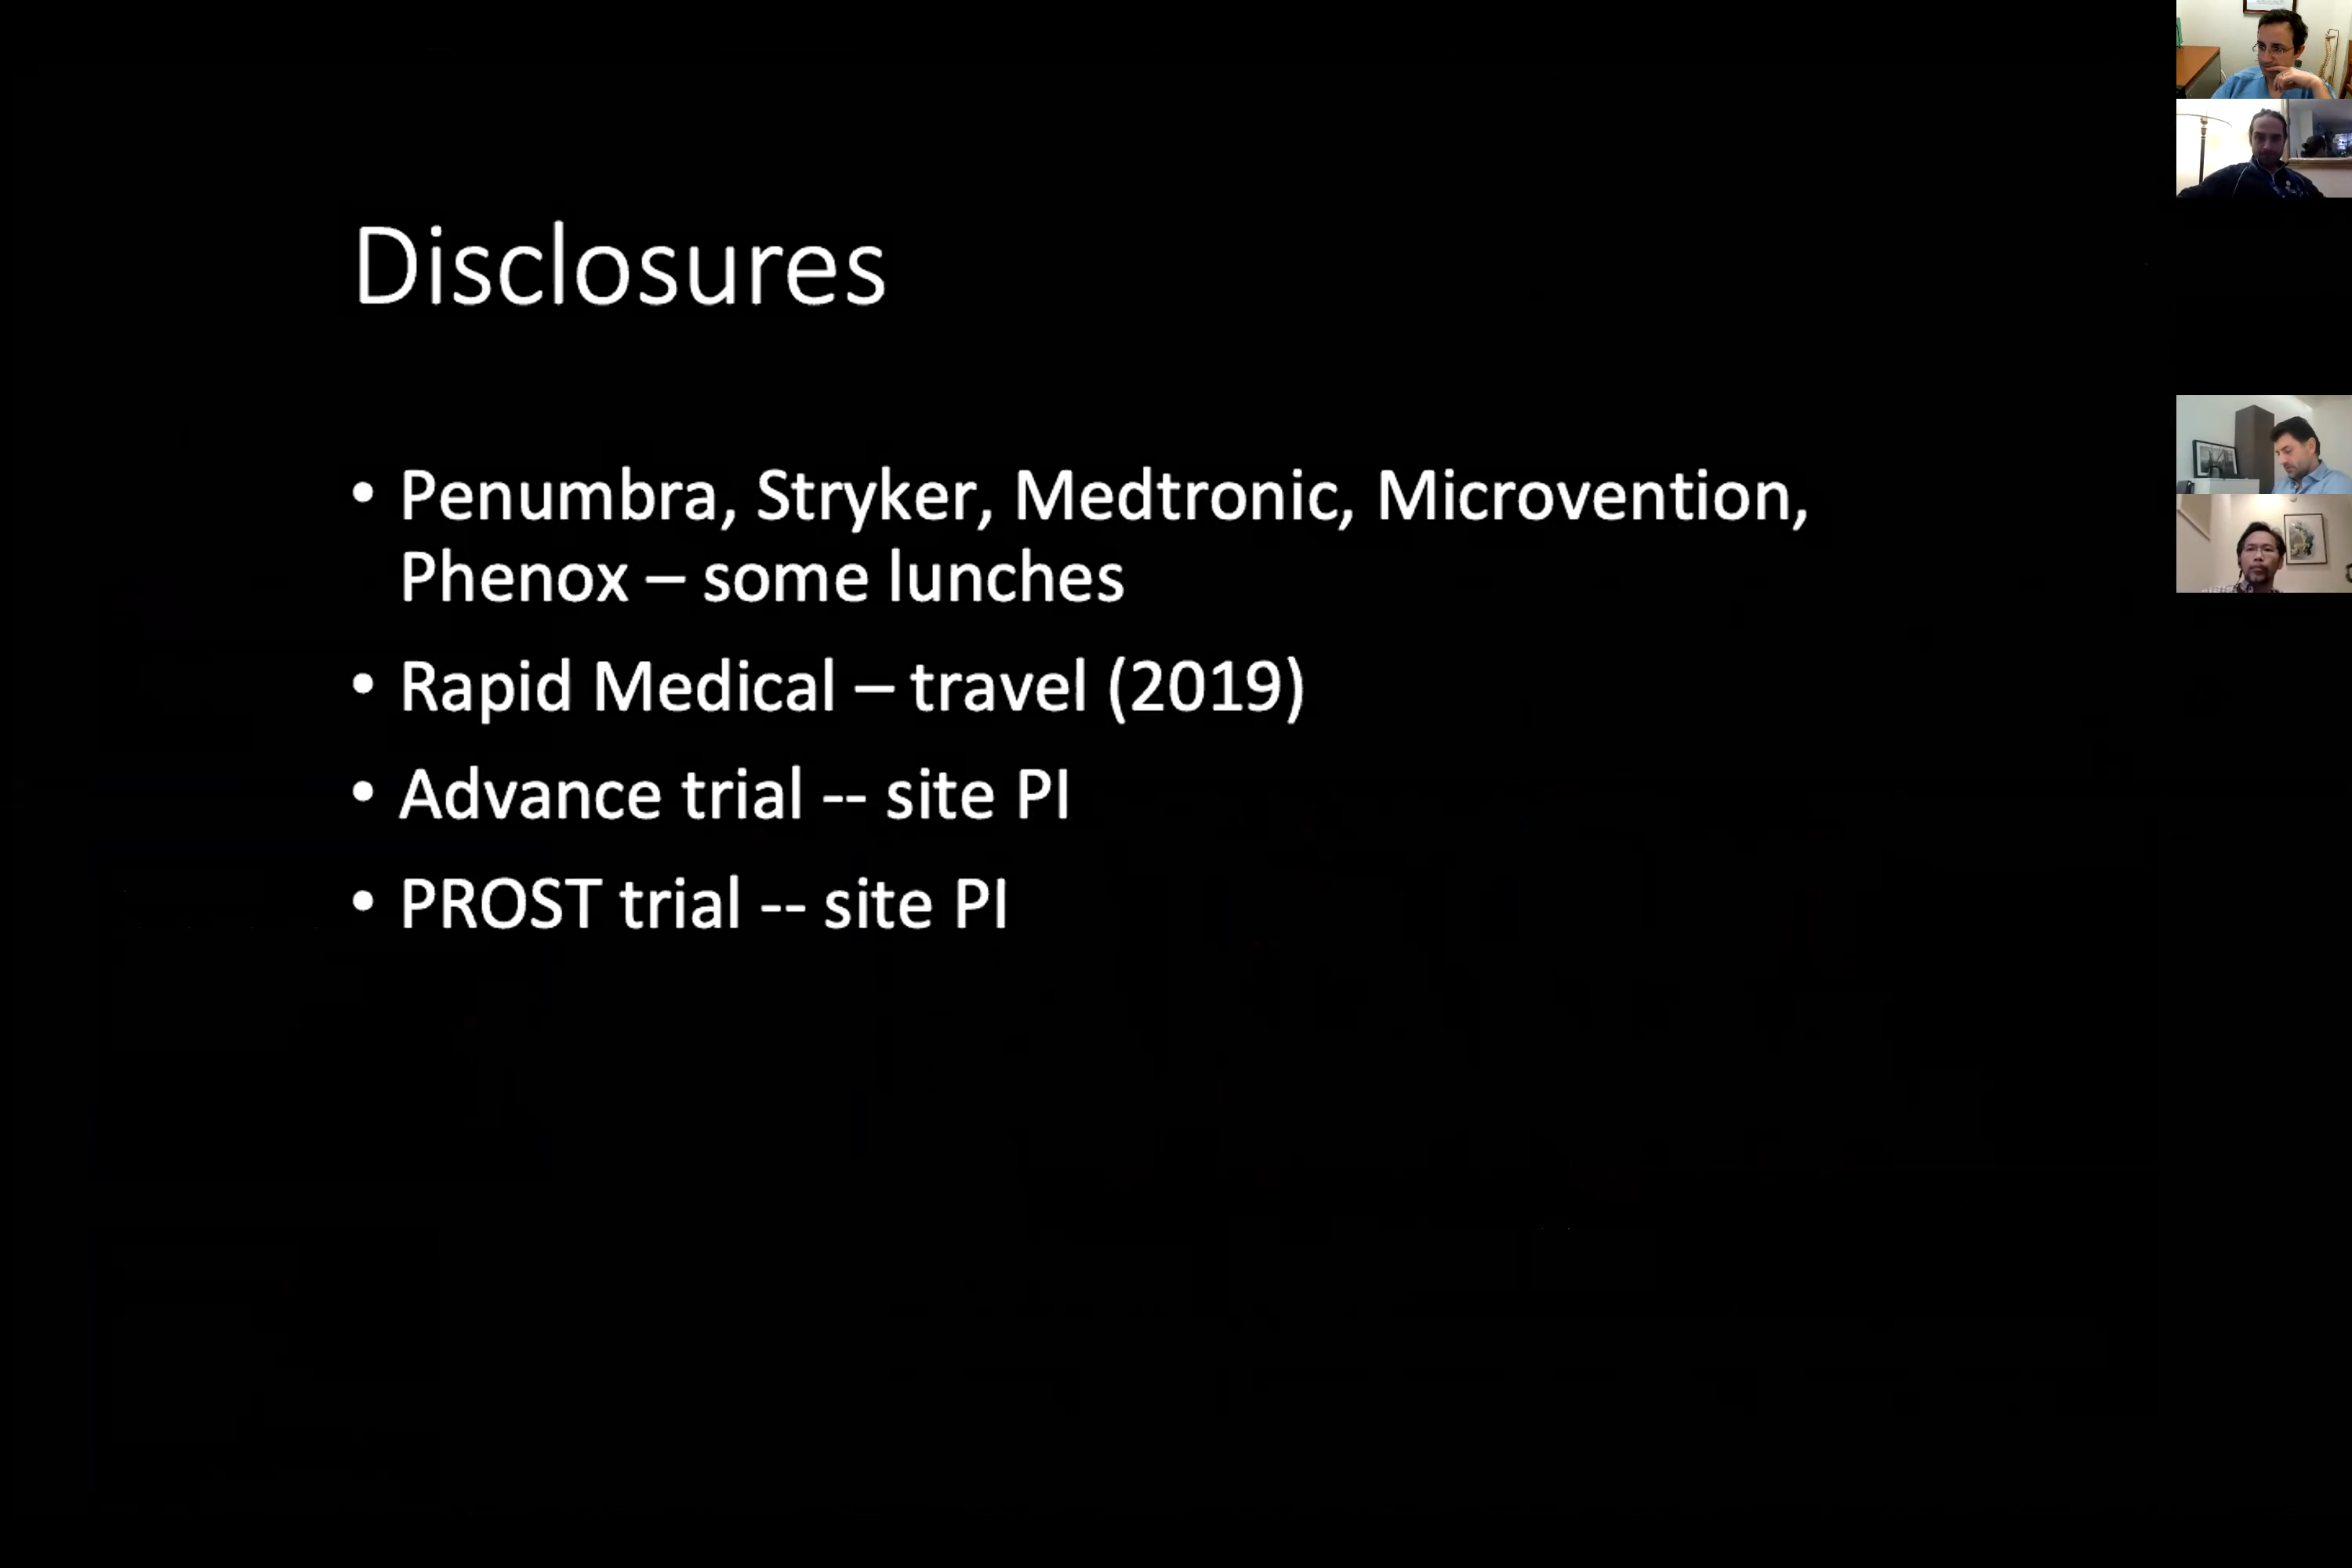 Disclosures
• Penumbra, Stryker, Medtronic, Microvention,
Phenox – some lunches
• Rapid Medical – travel (2019)
• Advance trial -- site PI
• PROST trial -- site PI